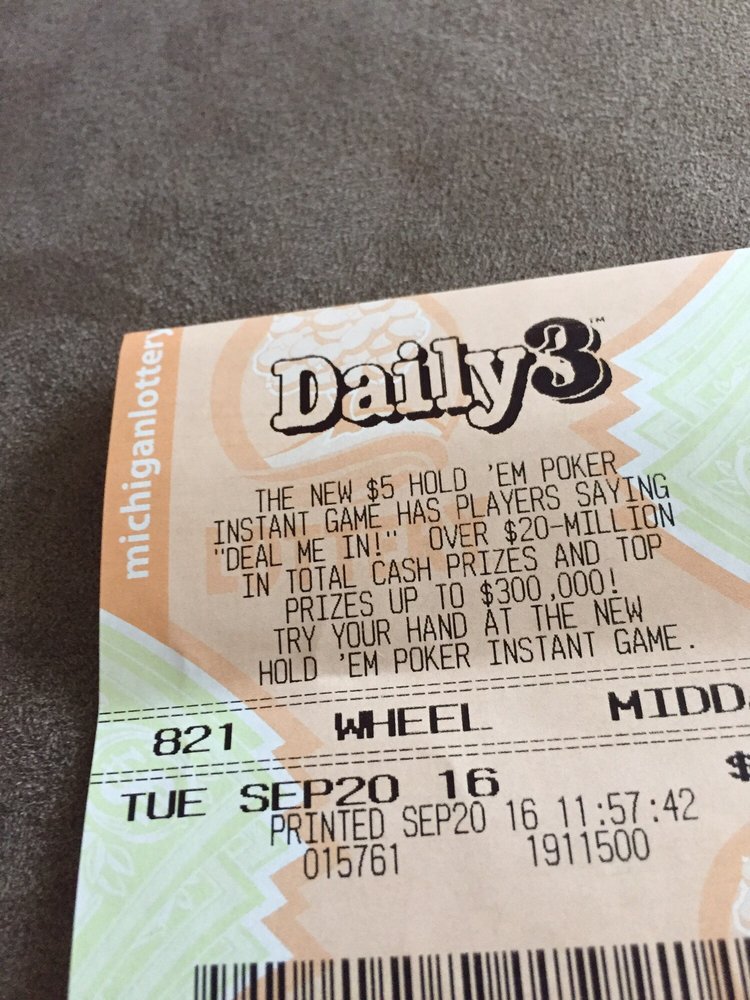 michiganlottery
Daily3™
THE NEW $5 HOLD 'EM POKER
INSTANT GAME HAS PLAYERS SAYING
"DEAL ME IN!" OVER $20-MILLION
IN TOTAL CASH PRIZES AND TOP
PRIZES UP TO $300,000!
TRY YOUR HAND AT THE NEW
HOLD 'EM POKER INSTANT GAME.
821 WHEEL MIDD
TUE SEP20 16 $
PRINTED SEP20 16 11:57:42
015761 1911500